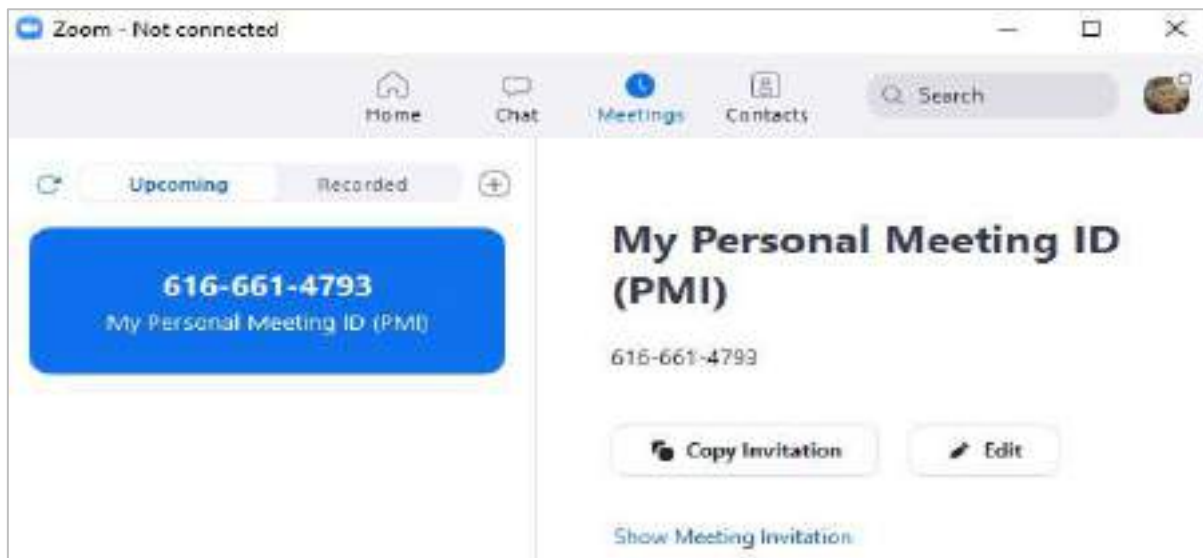 Zoom - Not connected
Home Chat Meetings Contacts Search
Upcoming Recorded
616-661-4793
My Personal Meeting ID (PMI)
My Personal Meeting ID
(PMI)
616-661-4793
Copy Invitation Edit
Show Meeting Invitation